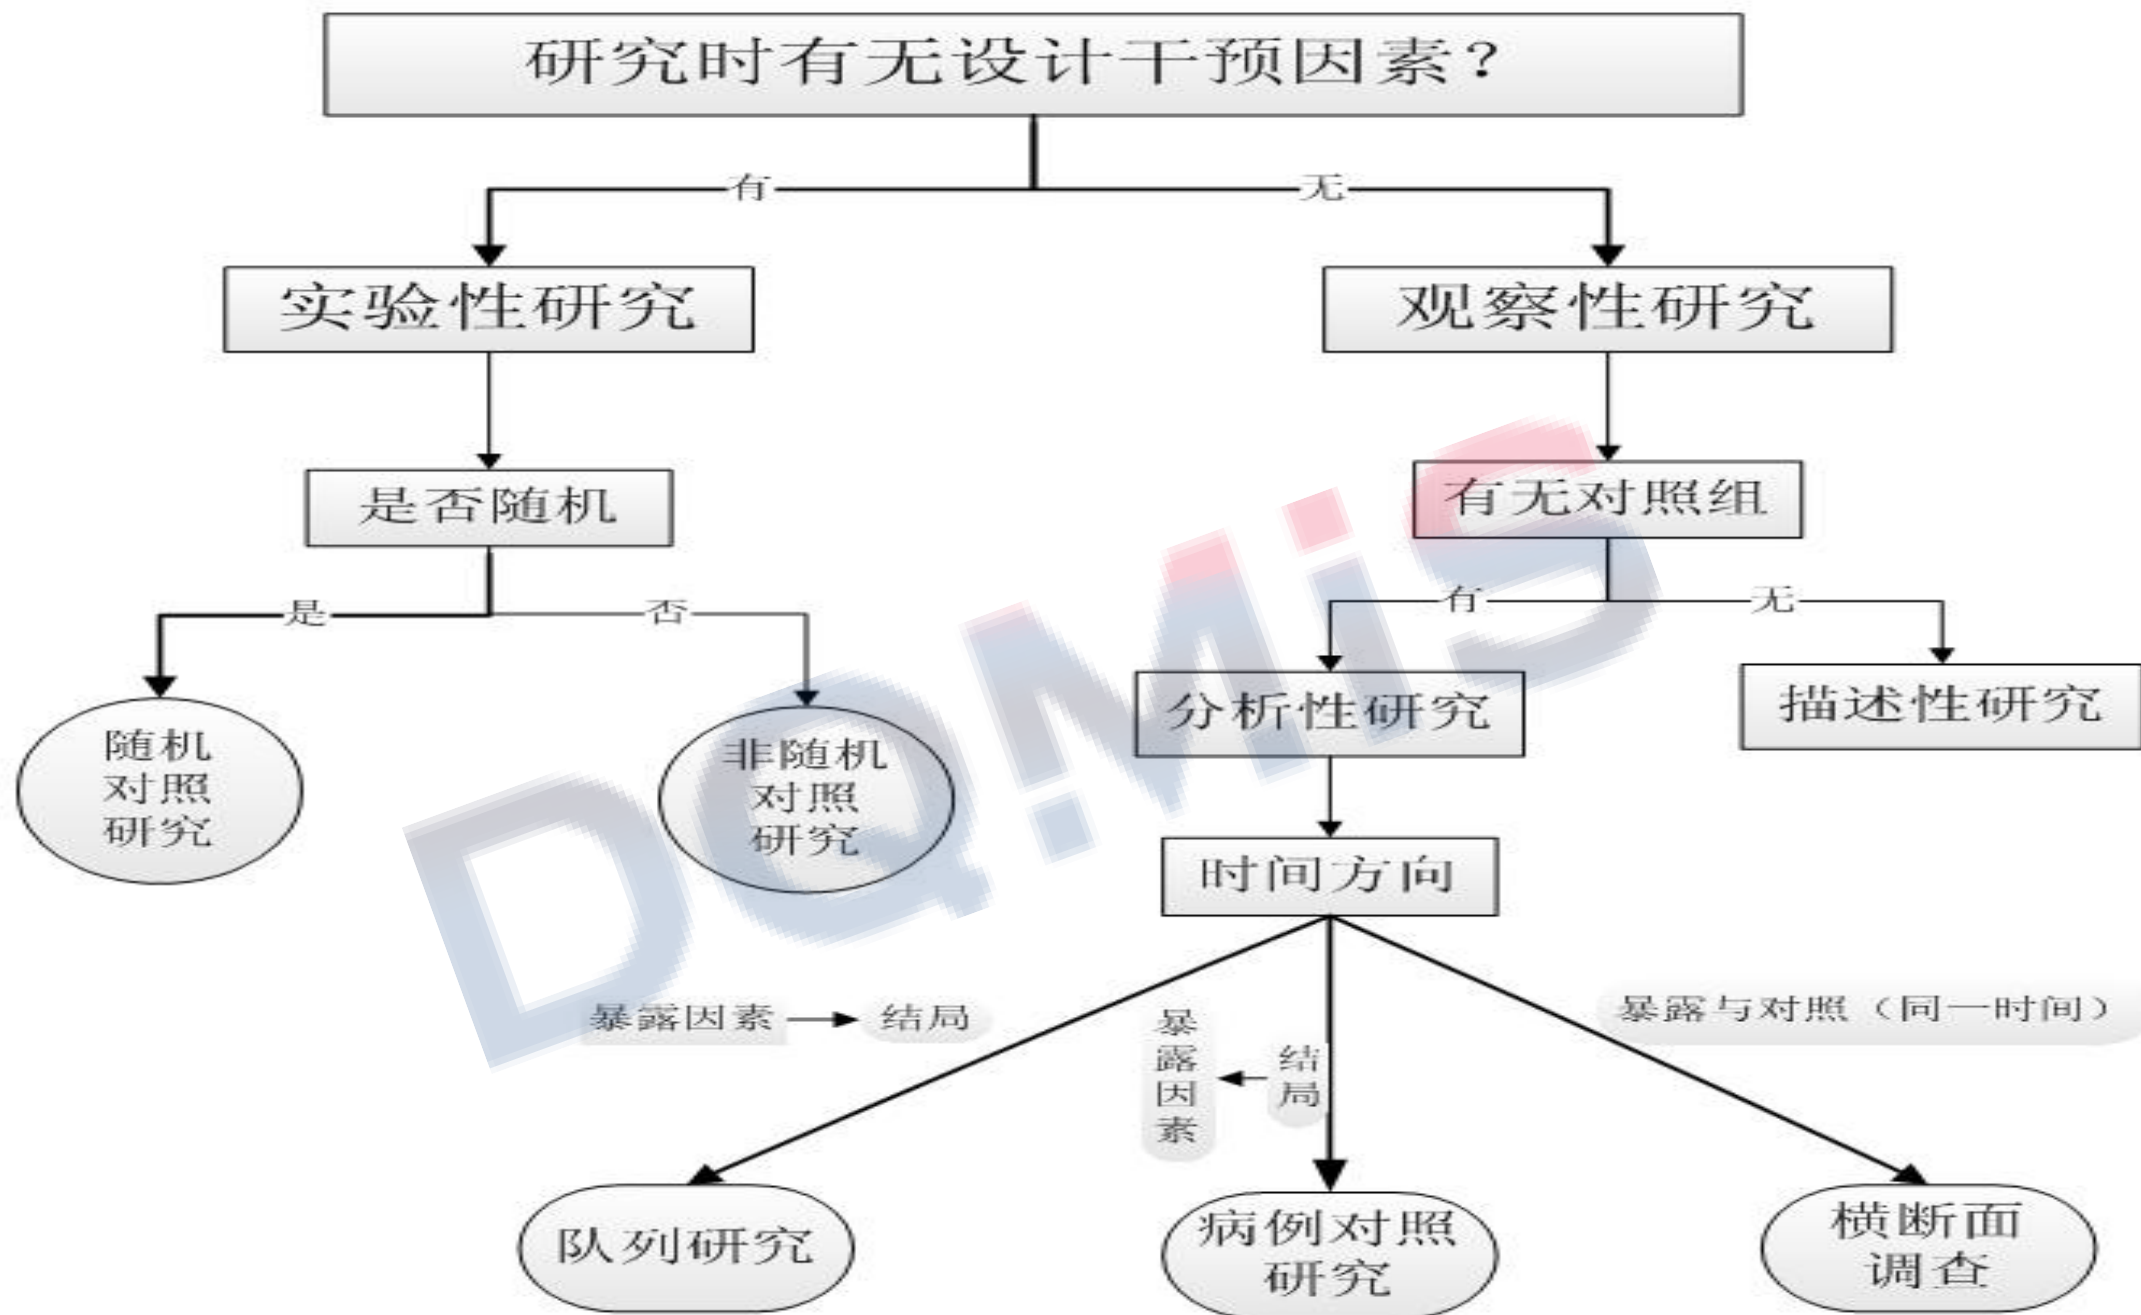 研究时有无设计干预因素?
有
无
实验性研究
观察性研究
是否随机
有无对照组
是
否
有
无
随机
对照
研究
非随机
对照
研究
分析性研究
描述性研究
时间方向
暴露因素
结局
暴露因素
结局
暴露与对照（同一时间）
队列研究
病例对照
研究
横断面
调查
DQMiS